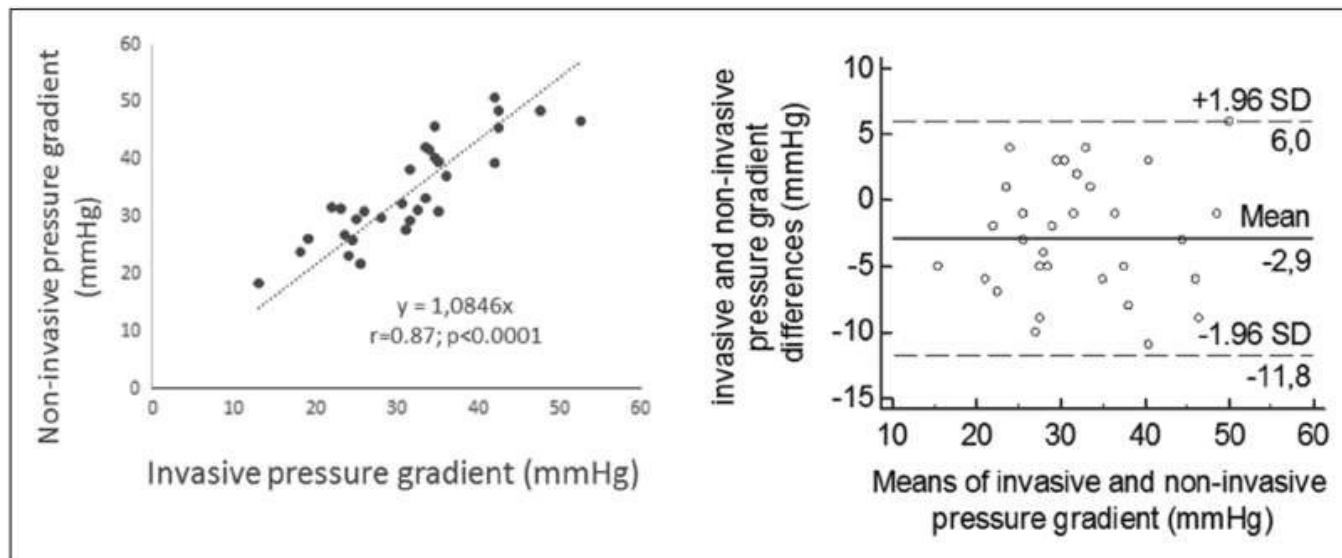 Non-invasive pressure gradient
(mmHg)
60
50
40
30
20
10
0
y = 1,0846x
r=0.87; p<0.0001
0 10 20 30 40 50 60
Invasive pressure gradient (mmHg)
invasive and non-invasive
pressure gradient
differences (mmHg)
10
5
0
-5
-10
-15
+1.96 SD
6,0
Mean
-2,9
-1.96 SD
-11,8
10 20 30 40 50 60
Means of invasive and non-invasive
pressure gradient (mmHg)